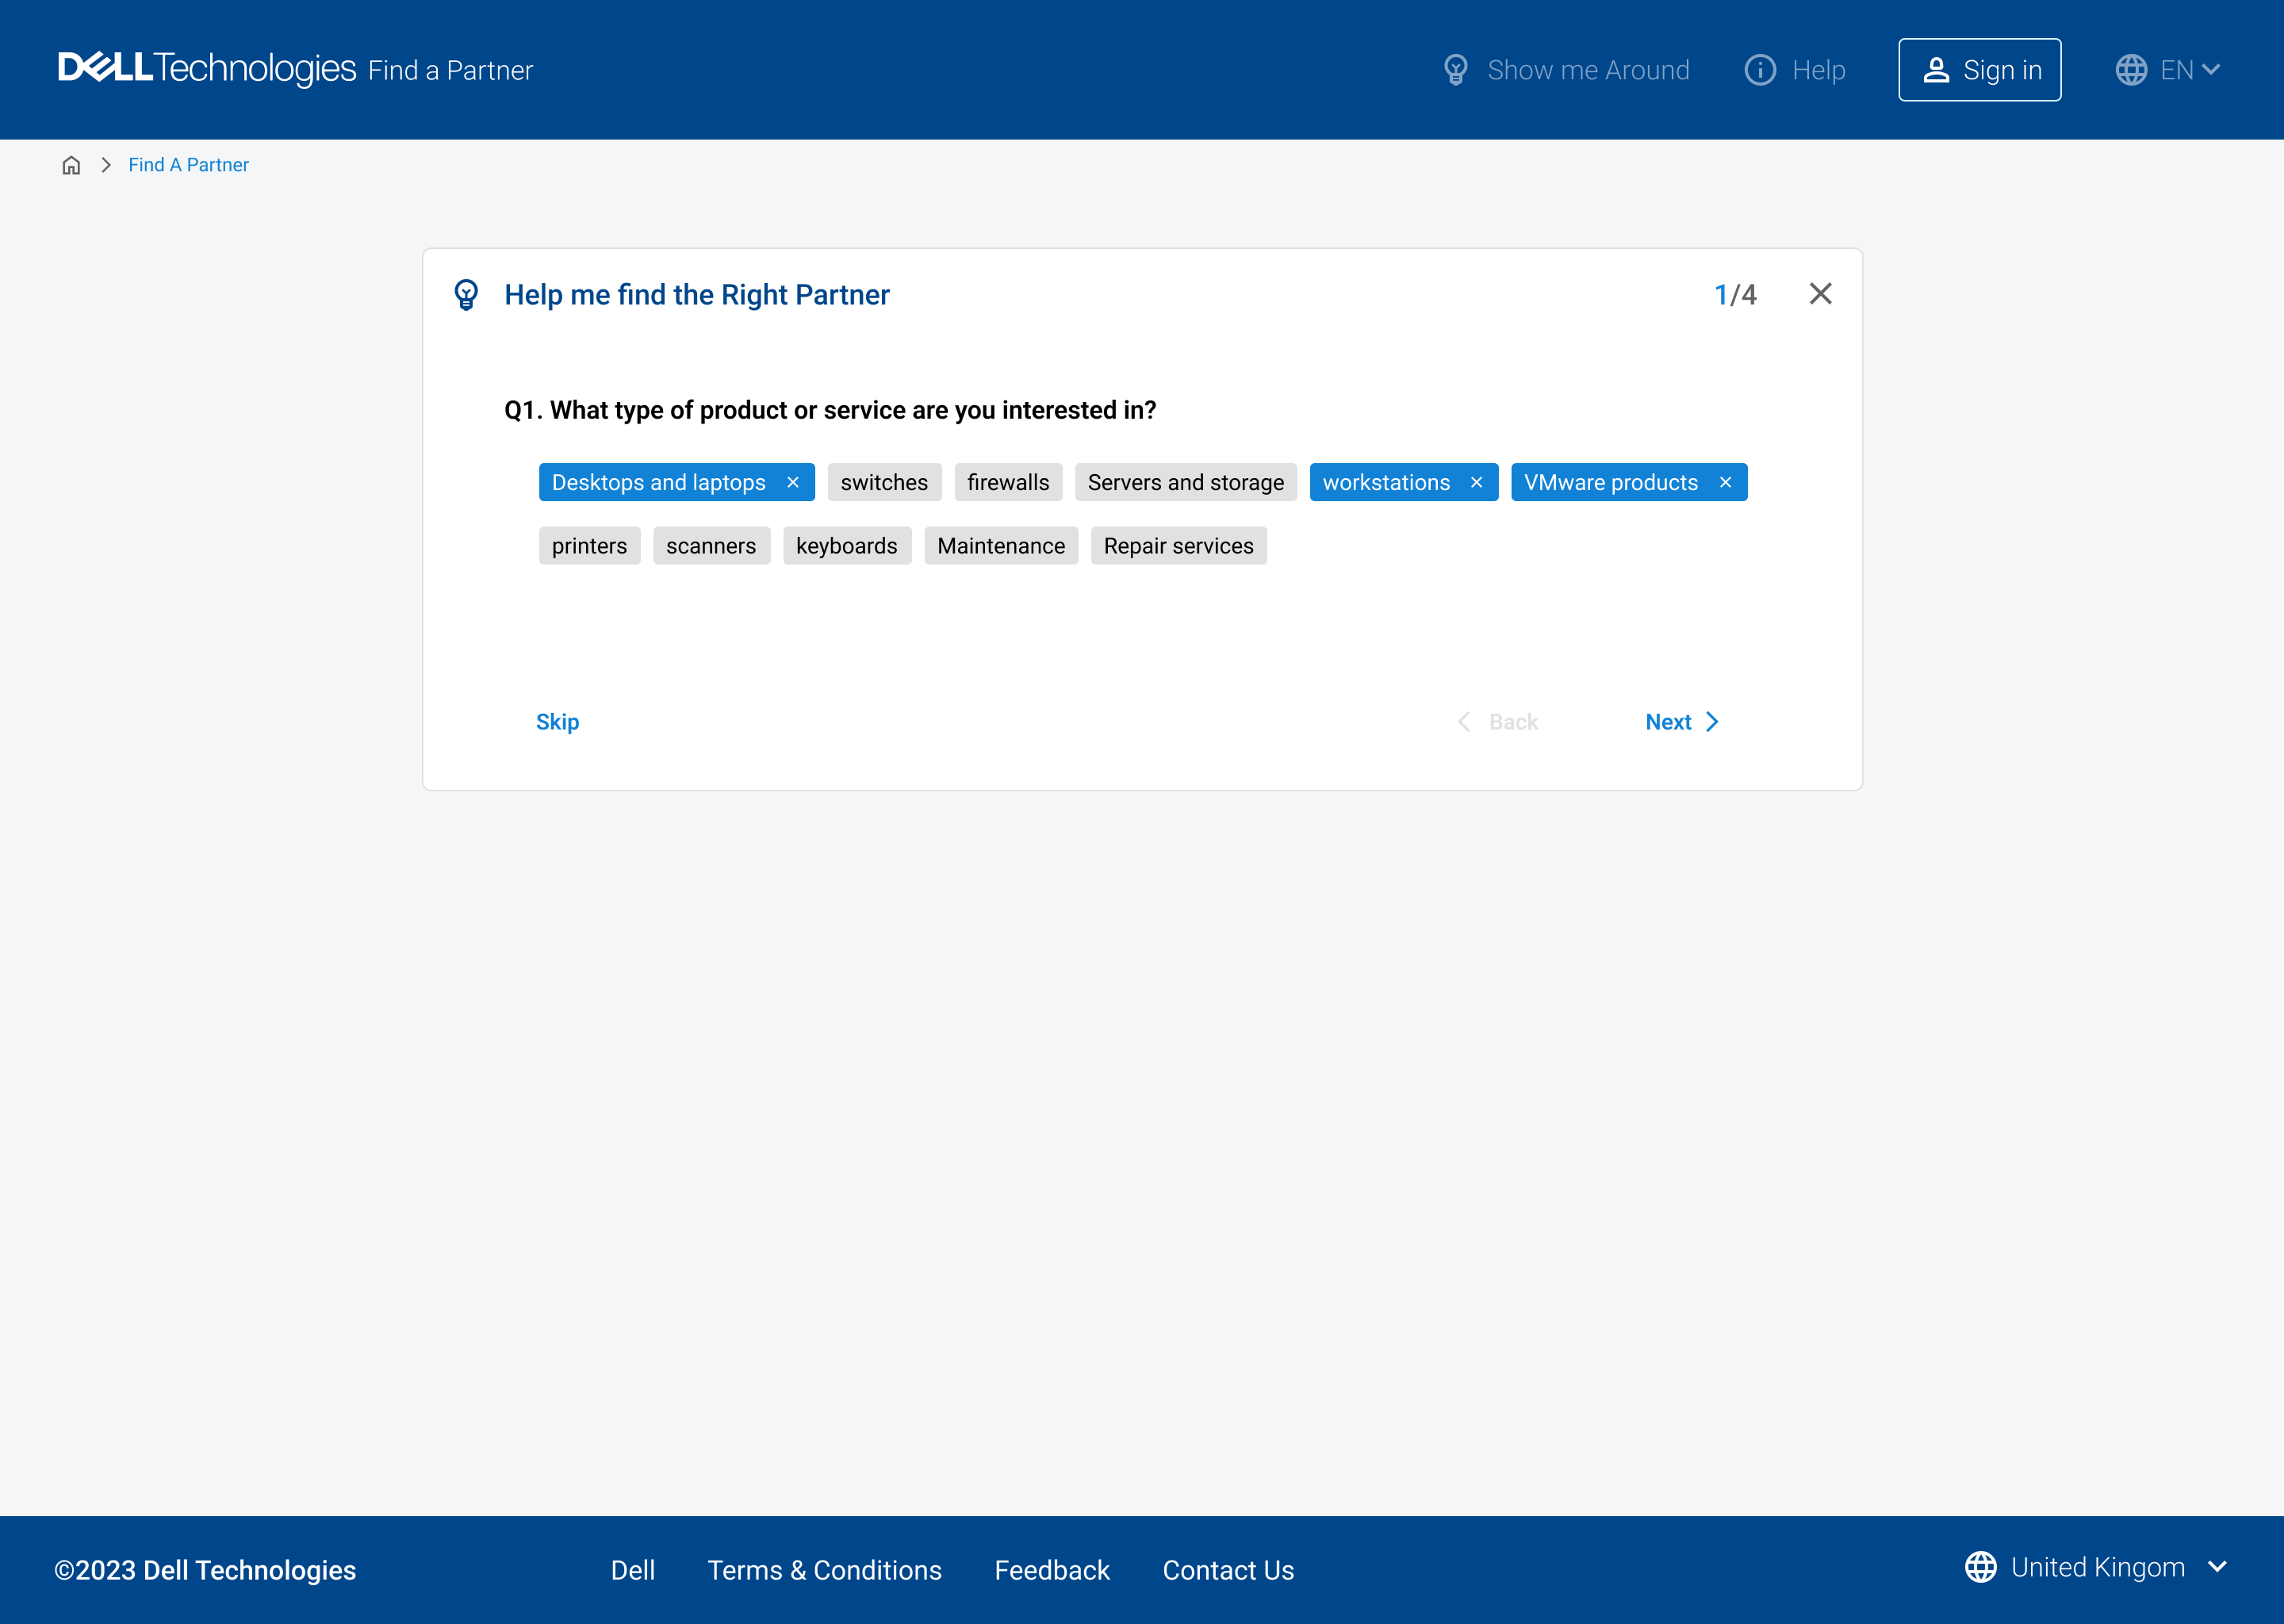 DELLTechnologies Find a Partner
Show me Around
Help
Sign in
EN
Find A Partner
Help me find the Right Partner
1/4
Q1. What type of product or service are you interested in?
Desktops and laptops × switches firewalls Servers and storage workstations × VMware products ×
printers scanners keyboards Maintenance Repair services
Skip
Back
Next
©2023 Dell Technologies
Dell
Terms & Conditions
Feedback
Contact Us
United Kingom